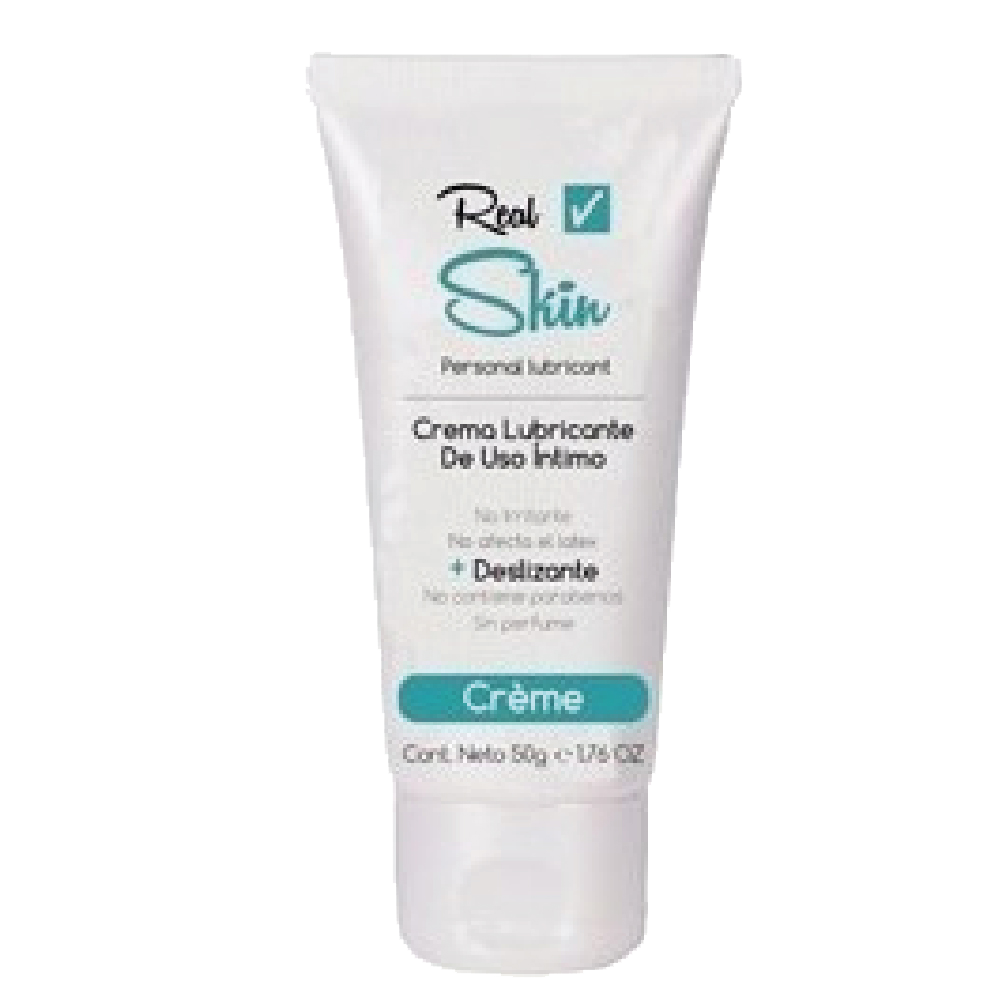 Real
Skin
Personal lubricant
Crema Lubricante
De Uso Íntimo
No Irritante
No afecta el latex
+ Deslizante
No contiene parabenos
Sin perfume
Crème
Cont. Neto 50g e 1.76 OZ